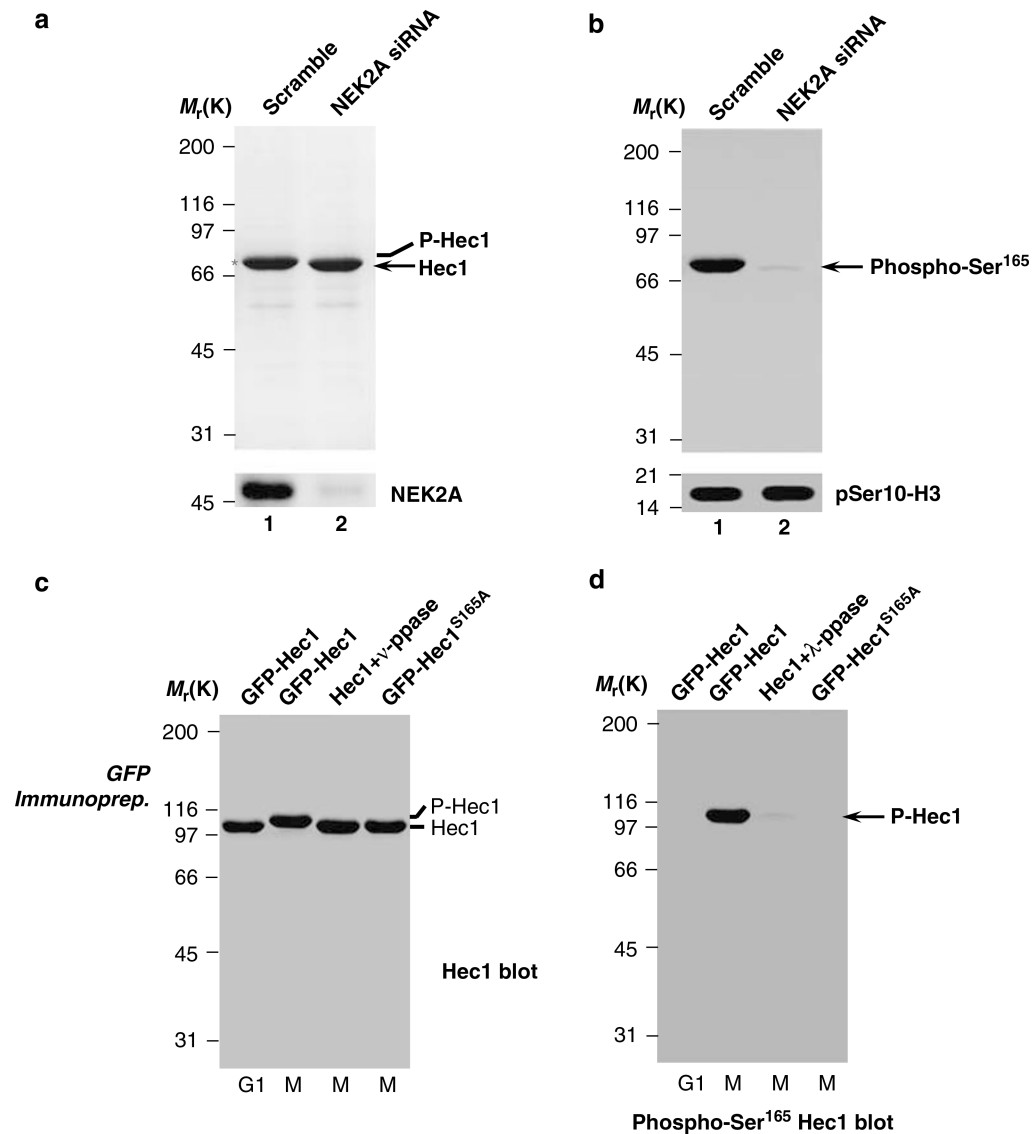 a
Scramble
NEK2A siRNA
Mr(K)
200
116
97
P-Hec1
*
Hec1
66
45
31
NEK2A
45
1 2
b
Scramble
NEK2A siRNA
Mr(K)
200
116
97
Phospho-Ser165
66
45
31
21
pSer10-H3
14
1 2
c
GFP-Hec1
GFP-Hec1
Hec1+ν-ppase
GFP-Hec1S165A
Mr(K)
200
GFP
Immunoprep.
116
P-Hec1
Hec1
97
66
45
Hec1 blot
31
G1 M M M
d
GFP-Hec1
GFP-Hec1
Hec1+λ-ppase
GFP-Hec1S165A
Mr(K)
200
116
P-Hec1
97
66
45
31
G1 M M M
Phospho-Ser165 Hec1 blot